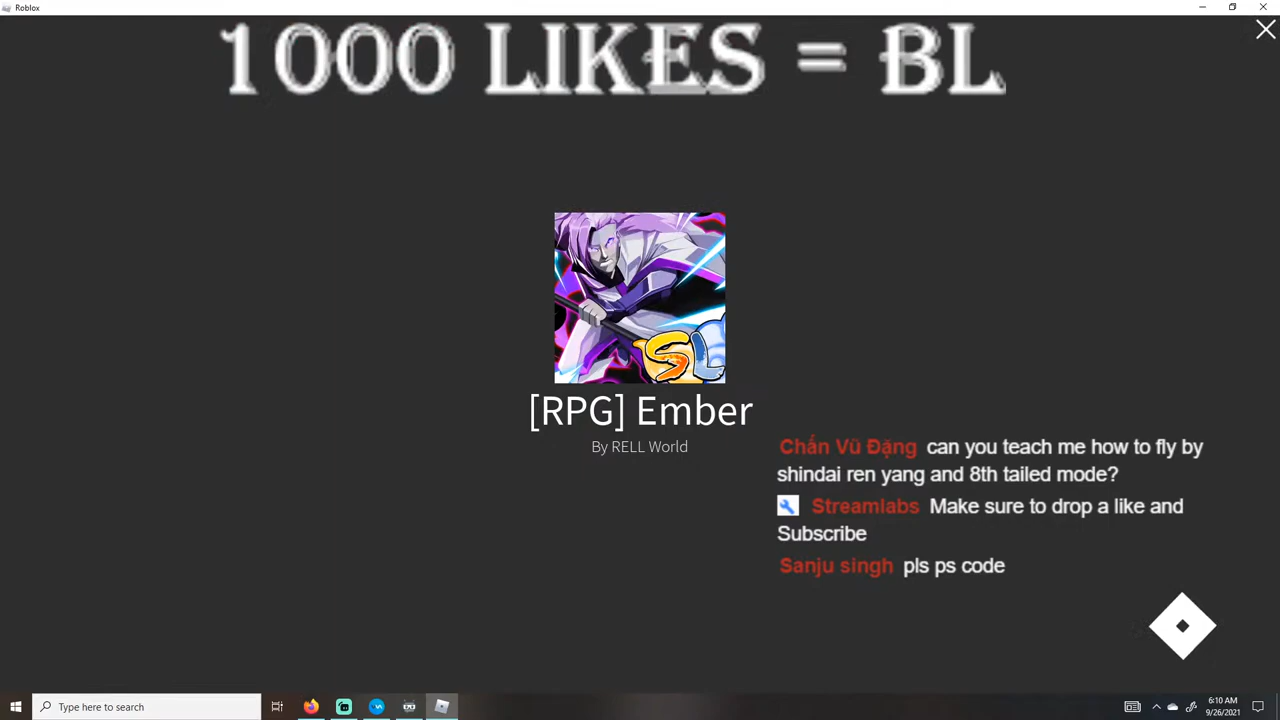 Roblox
1000 LIKES = BL
SL
[RPG] Ember
By RELL World
Chấn Vũ Đặng can you teach me how to fly by
shindai ren yang and 8th tailed mode?
Streamlabs Make sure to drop a like and
Subscribe
Sanju singh pls ps code
Type here to search
6:10 AM
9/26/2021